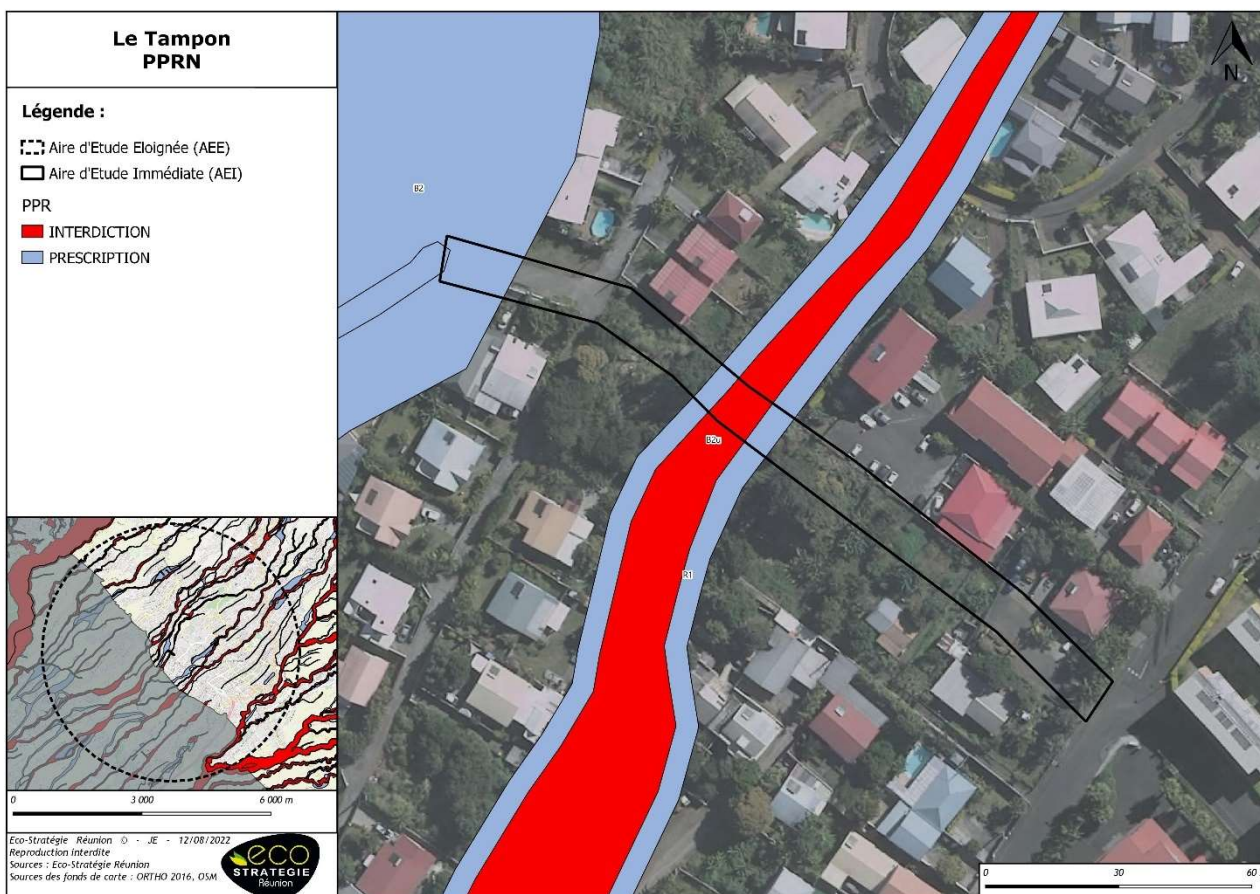 Le Tampon
PPRN
Légende :
Aire d'Etude Eloignée (AEE)
Aire d'Etude Immédiate (AEI)
PPR
INTERDICTION
PRESCRIPTION
0 3 000 6 000 m
Eco-Stratégie Réunion © - JE - 12/08/2022
Reproduction interdite
Sources : Eco-Stratégie Réunion
Sources des fonds de carte : ORTHO 2016, OSM
eco
STRATEGIE
Réunion
N
B2
B2u
R1
0 30 60